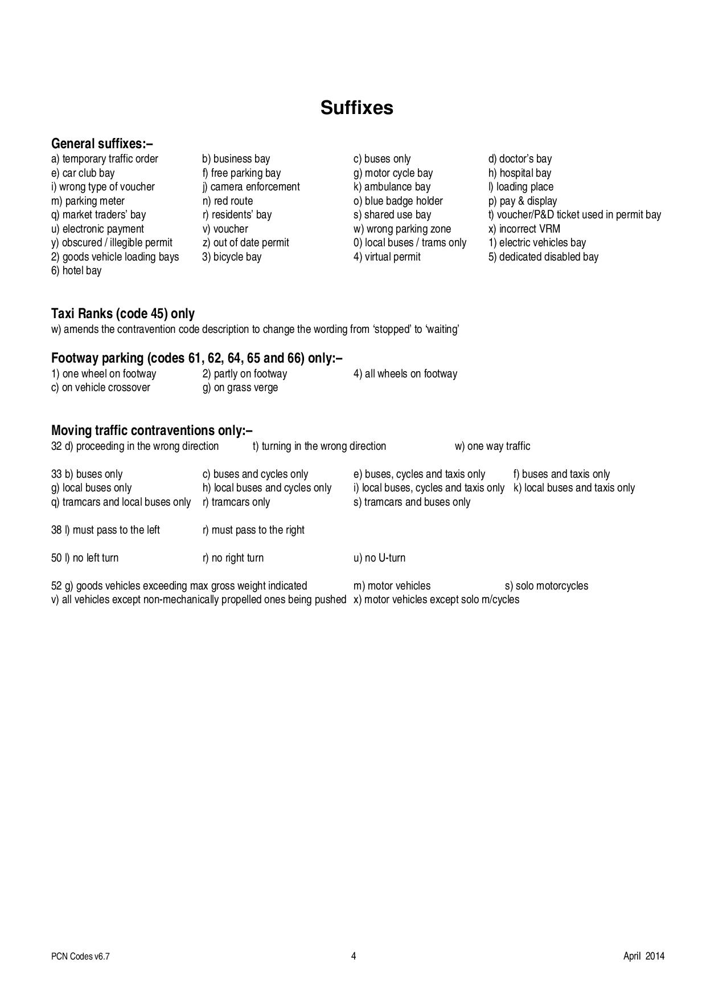 Suffixes
General suffixes:–
a) temporary traffic order b) business bay c) buses only d) doctor’s bay
e) car club bay f) free parking bay g) motor cycle bay h) hospital bay
i) wrong type of voucher j) camera enforcement k) ambulance bay l) loading place
m) parking meter n) red route o) blue badge holder p) pay & display
q) market traders’ bay r) residents’ bay s) shared use bay t) voucher/P&D ticket used in permit bay
u) electronic payment v) voucher w) wrong parking zone x) incorrect VRM
y) obscured / illegible permit z) out of date permit 0) local buses / trams only 1) electric vehicles bay
2) goods vehicle loading bays 3) bicycle bay 4) virtual permit 5) dedicated disabled bay
6) hotel bay
Taxi Ranks (code 45) only
w) amends the contravention code description to change the wording from ‘stopped’ to ‘waiting’
Footway parking (codes 61, 62, 64, 65 and 66) only:–
1) one wheel on footway 2) partly on footway 4) all wheels on footway
c) on vehicle crossover g) on grass verge
Moving traffic contraventions only:–
32 d) proceeding in the wrong direction t) turning in the wrong direction w) one way traffic
33 b) buses only c) buses and cycles only e) buses, cycles and taxis only f) buses and taxis only
g) local buses only h) local buses and cycles only i) local buses, cycles and taxis only k) local buses and taxis only
q) tramcars and local buses only r) tramcars only s) tramcars and buses only
38 l) must pass to the left r) must pass to the right
50 l) no left turn r) no right turn u) no U-turn
52 g) goods vehicles exceeding max gross weight indicated m) motor vehicles s) solo motorcycles
v) all vehicles except non-mechanically propelled ones being pushed x) motor vehicles except solo m/cycles
PCN Codes v6.7 4 April 2014